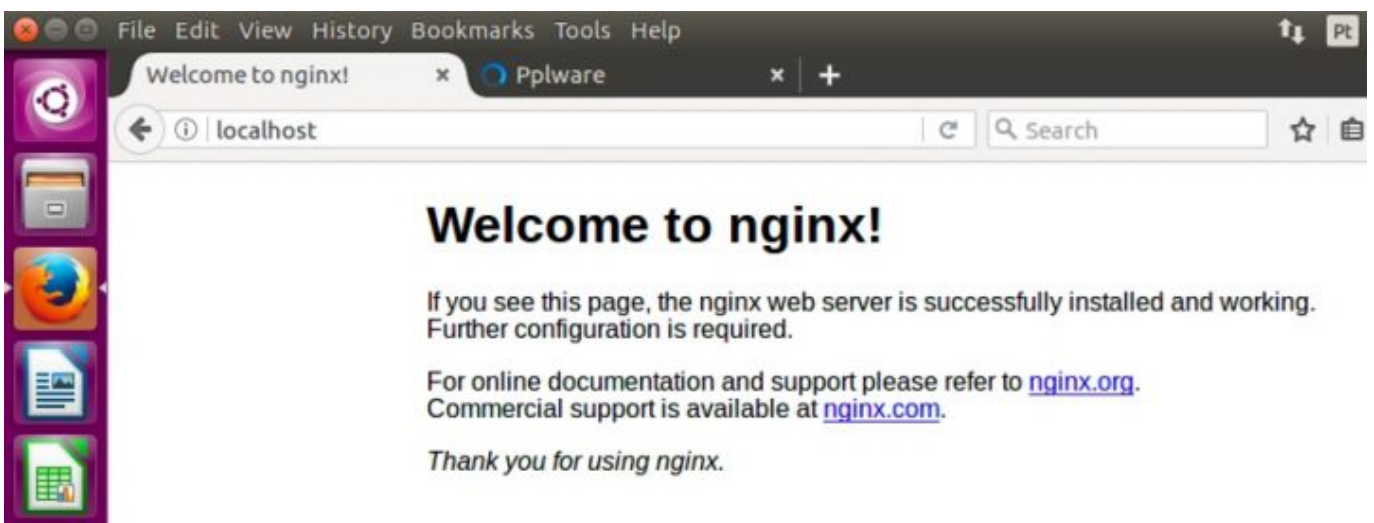 File Edit View History Bookmarks Tools Help
Pt
Welcome to nginx!
Pplware
localhost
Search
Welcome to nginx!
If you see this page, the nginx web server is successfully installed and working.
Further configuration is required.
For online documentation and support please refer to nginx.org.
Commercial support is available at nginx.com.
Thank you for using nginx.